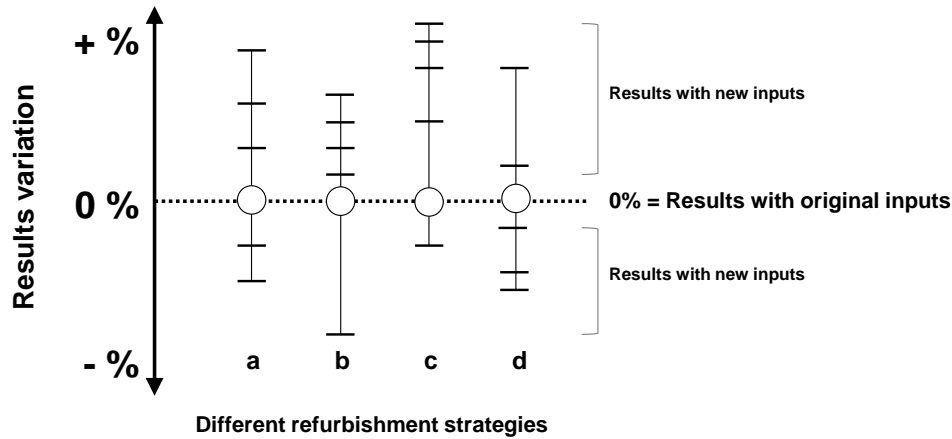 + %
Results with new inputs
Results variation
0 %
0% = Results with original inputs
Results with new inputs
- %
a b c d
Different refurbishment strategies